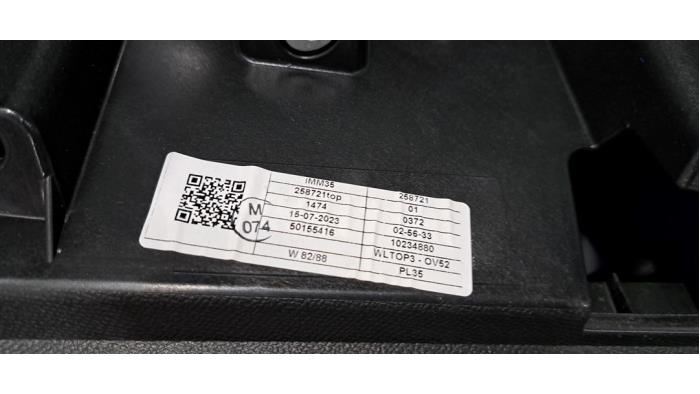 IMM35 258721
258721top 01
1474 0372
15-07-2023 02-56-33
50155416 10234880
W 82/88 WLTOP3 - OV52
PL35
M
074